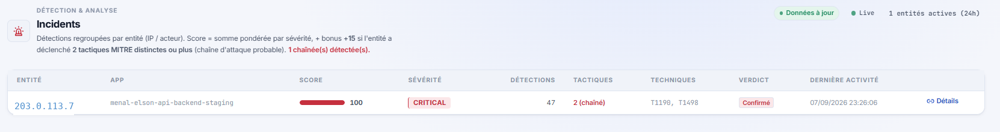 DÉTECTION & ANALYSE
Incidents
Détections regroupées par entité (IP / acteur). Score = somme pondérée par sévérité, + bonus +15 si l'entité a
déclenché 2 tactiques MITRE distinctes ou plus (chaîne d'attaque probable). 1 chaînée(s) détectée(s).
Données à jour Live 1 entités actives (24h)
ENTITÉ APP SCORE SÉVÉRITÉ DÉTECTIONS TACTIQUES TECHNIQUES VERDICT DERNIÈRE ACTIVITÉ
203.0.113.7 menal-elson-api-backend-staging 100 CRITICAL 47 2 (chaîné) T1190, T1498 Confirmé 07/09/2026 23:26:06 Détails